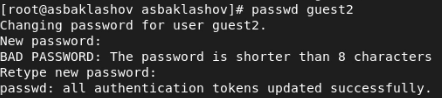 [root@asbaklashov asbaklashov]# passwd guest2
Changing password for user guest2.
New password:
BAD PASSWORD: The password is shorter than 8 characters
Retype new password:
passwd: all authentication tokens updated successfully.